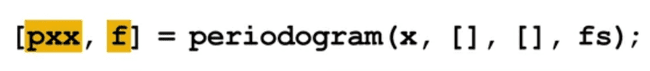 [pxx, f] = periodogram(x, [], [], fs);